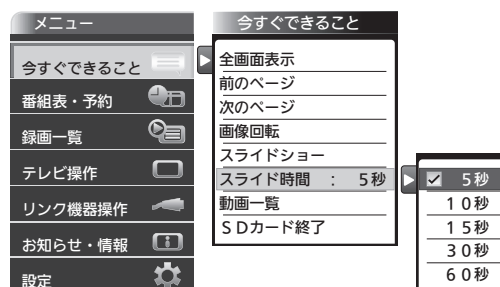 メニュー
今すぐできること
番組表・予約
録画一覧
テレビ操作
リンク機器操作
お知らせ・情報
設定
今すぐできること
全画面表示
前のページ
次のページ
画像回転
スライドショー
スライド時間 : 5秒
動画一覧
SDカード終了
5秒
10秒
15秒
30秒
60秒